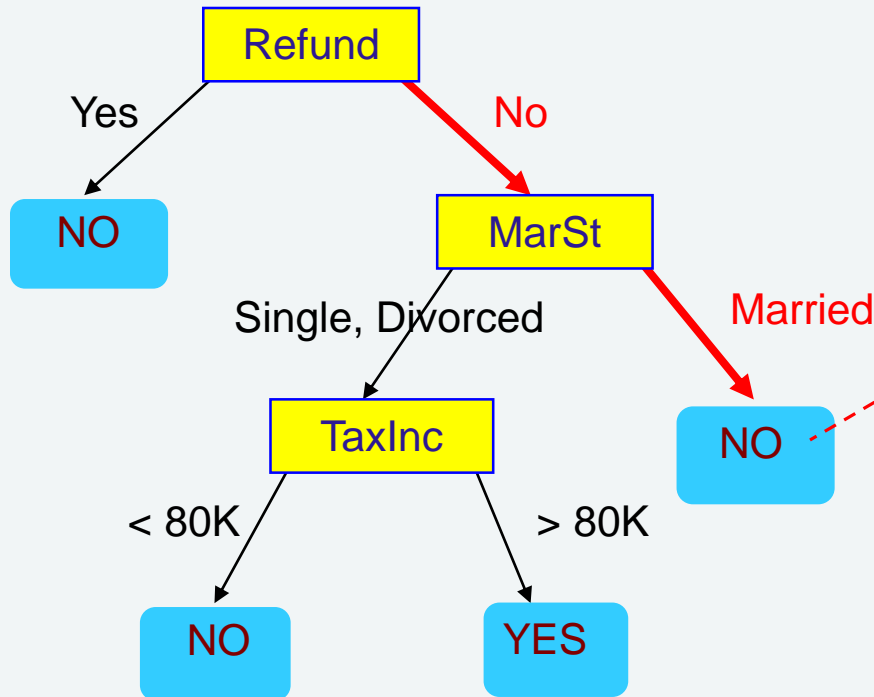 Refund
Yes
No
NO
MarSt
Single, Divorced
Married
TaxInc
NO
< 80K
> 80K
NO
YES